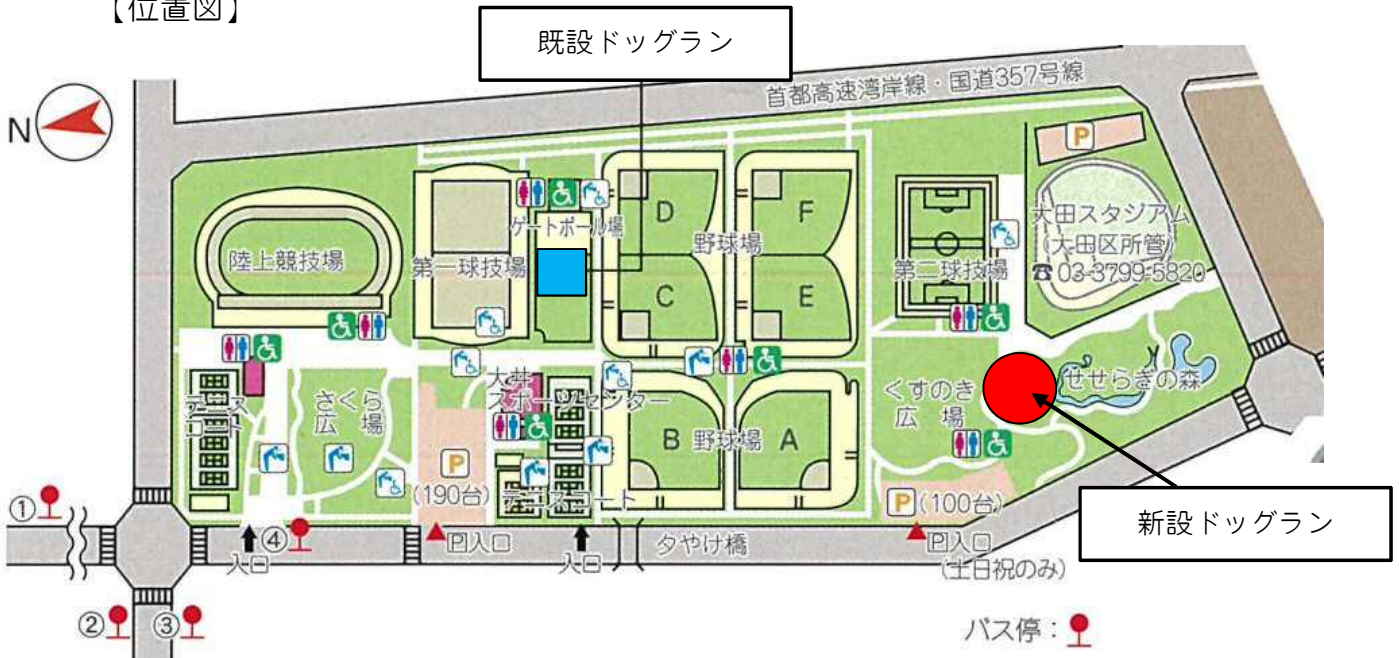 【位置図】
既設ドッグラン
首都高速湾岸線・国道357号線
N
P
陸上競技場
第一球技場
ゲートボール場
D
F
野球場
C
E
第二球技場
大田スタジアム
(大田区所管)
☎ 03-3799-5820
テニス
コート
さくら
広場
大井
スポーツセンター
P
(190台)
テニスコート
B
野球場
A
くすのき
広場
せせらぎの森
P
(100台)
新設ドッグラン
①
④
入口
P入口
入口
夕やけ橋
P入口
(土日祝のみ)
②
③
バス停：